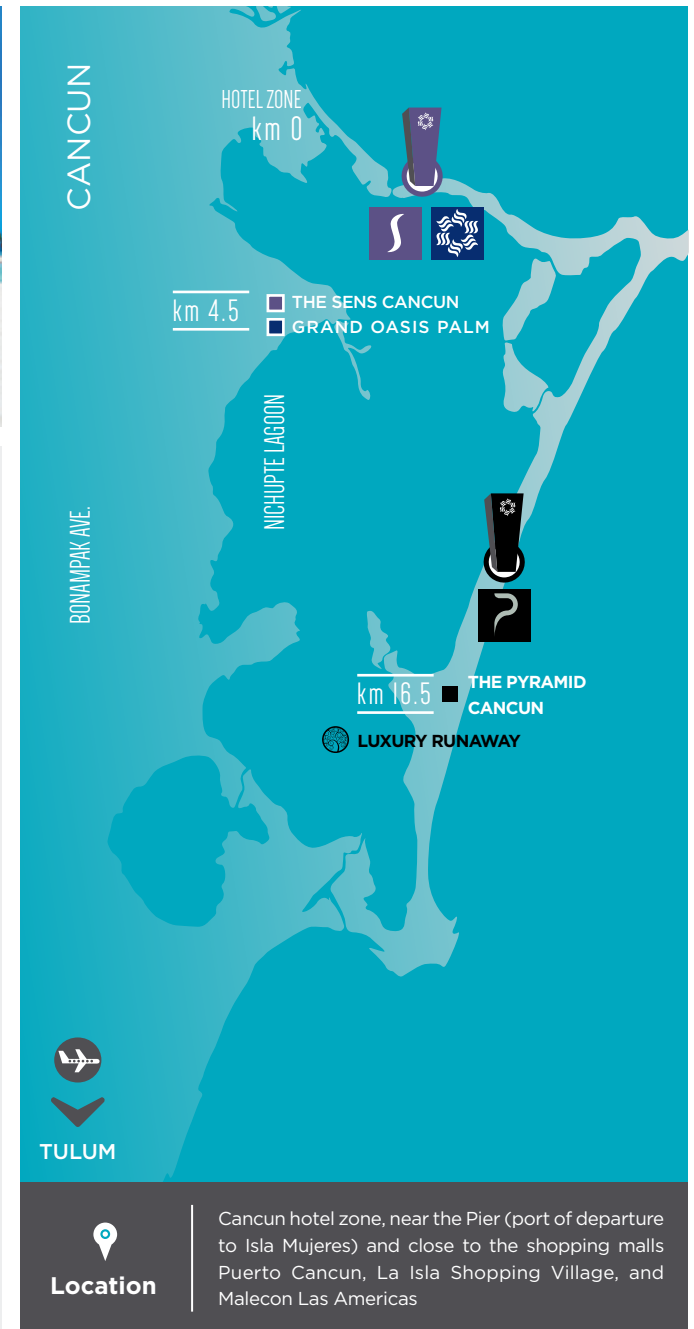 CANCUN
HOTEL ZONE
km 0
km 4.5
THE SENS CANCUN
GRAND OASIS PALM
NICHUPTE LAGOON
BONAMPAK AVE.
km 16.5
THE PYRAMID
CANCUN
LUXURY RUNAWAY
TULUM
Location
Cancun hotel zone, near the Pier (port of departure
to Isla Mujeres) and close to the shopping malls
Puerto Cancun, La Isla Shopping Village, and
Malecon Las Americas